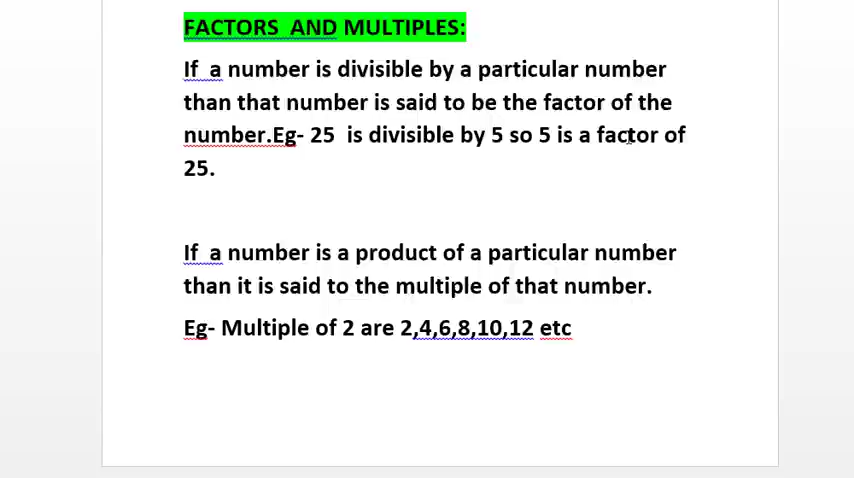 FACTORS  AND MULTIPLES:
If  a number is divisible by a particular number
than that number is said to be the factor of the
number.Eg- 25  is divisible by 5 so 5 is a factor of
25.
If  a number is a product of a particular number
than it is said to the multiple of that number.
Eg- Multiple of 2 are 2,4,6,8,10,12 etc